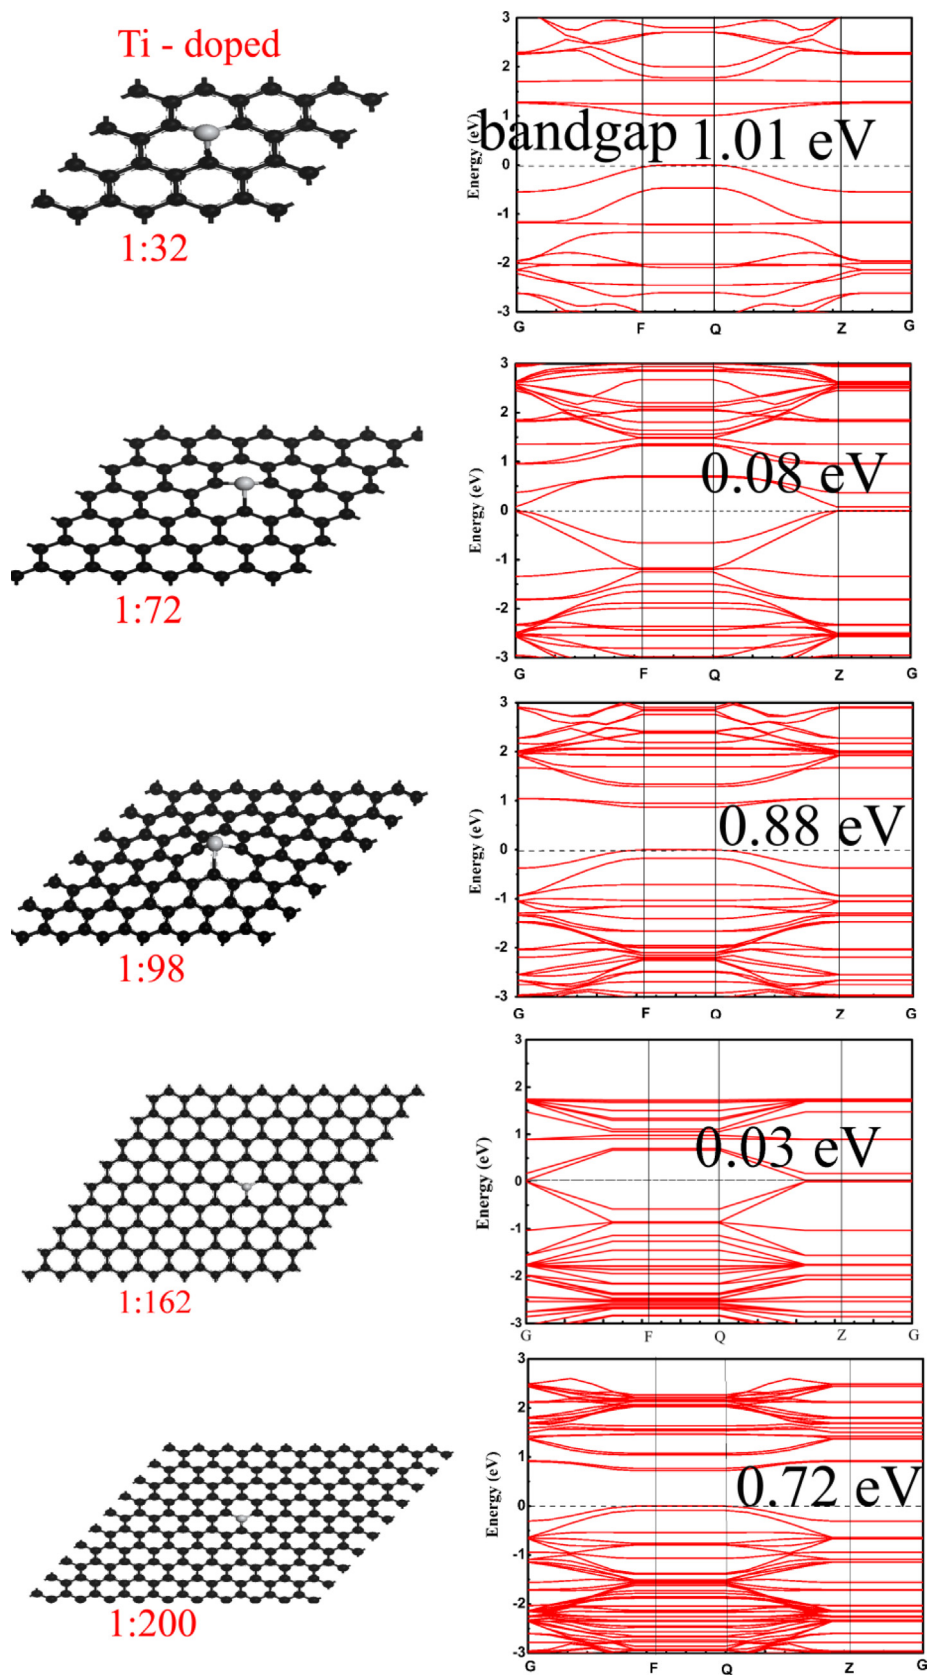 Ti - doped
1:32
3
2
1
0
-1
-2
-3
Energy (eV)
bandgap 1.01 eV
G F Q Z G
1:72
3
2
1
0
-1
-2
-3
Energy (eV)
0.08 eV
G F Q Z G
1:98
3
2
1
0
-1
-2
-3
Energy (eV)
0.88 eV
G F Q Z G
1:162
3
2
1
0
-1
-2
-3
Energy (eV)
0.03 eV
G F Q Z G
1:200
3
2
1
0
-1
-2
-3
Energy (eV)
0.72 eV
G F Q Z G